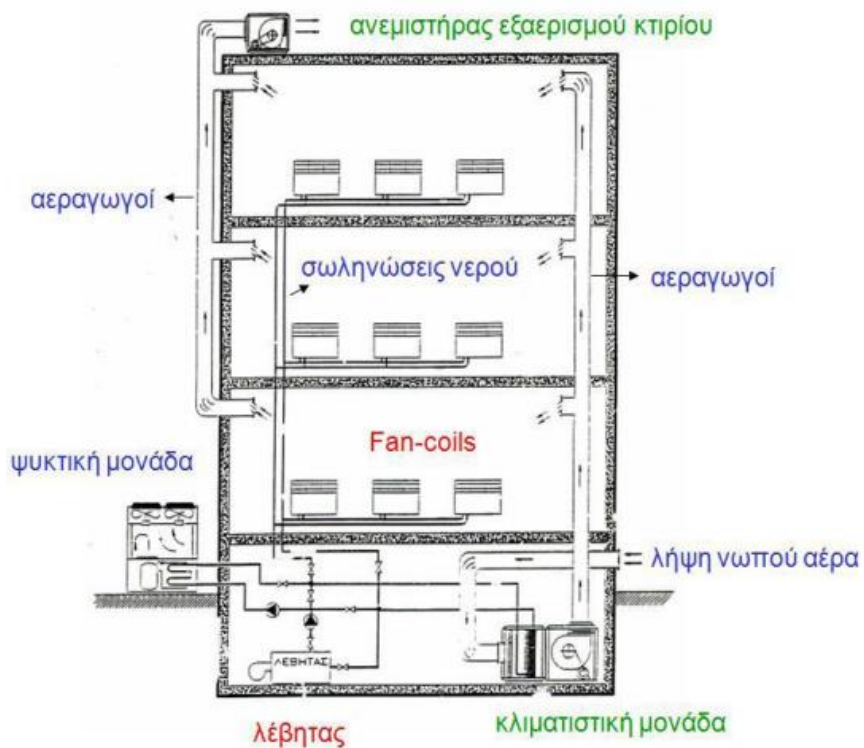 ανεμιστήρας εξαερισμού κτιρίου
αεραγωγοί
σωληνώσεις νερού
αεραγωγοί
Fan-coils
ψυκτική μονάδα
λήψη νωπού αέρα
ΛΕΒΗΤΑΣ
λέβητας
κλιματιστική μονάδα